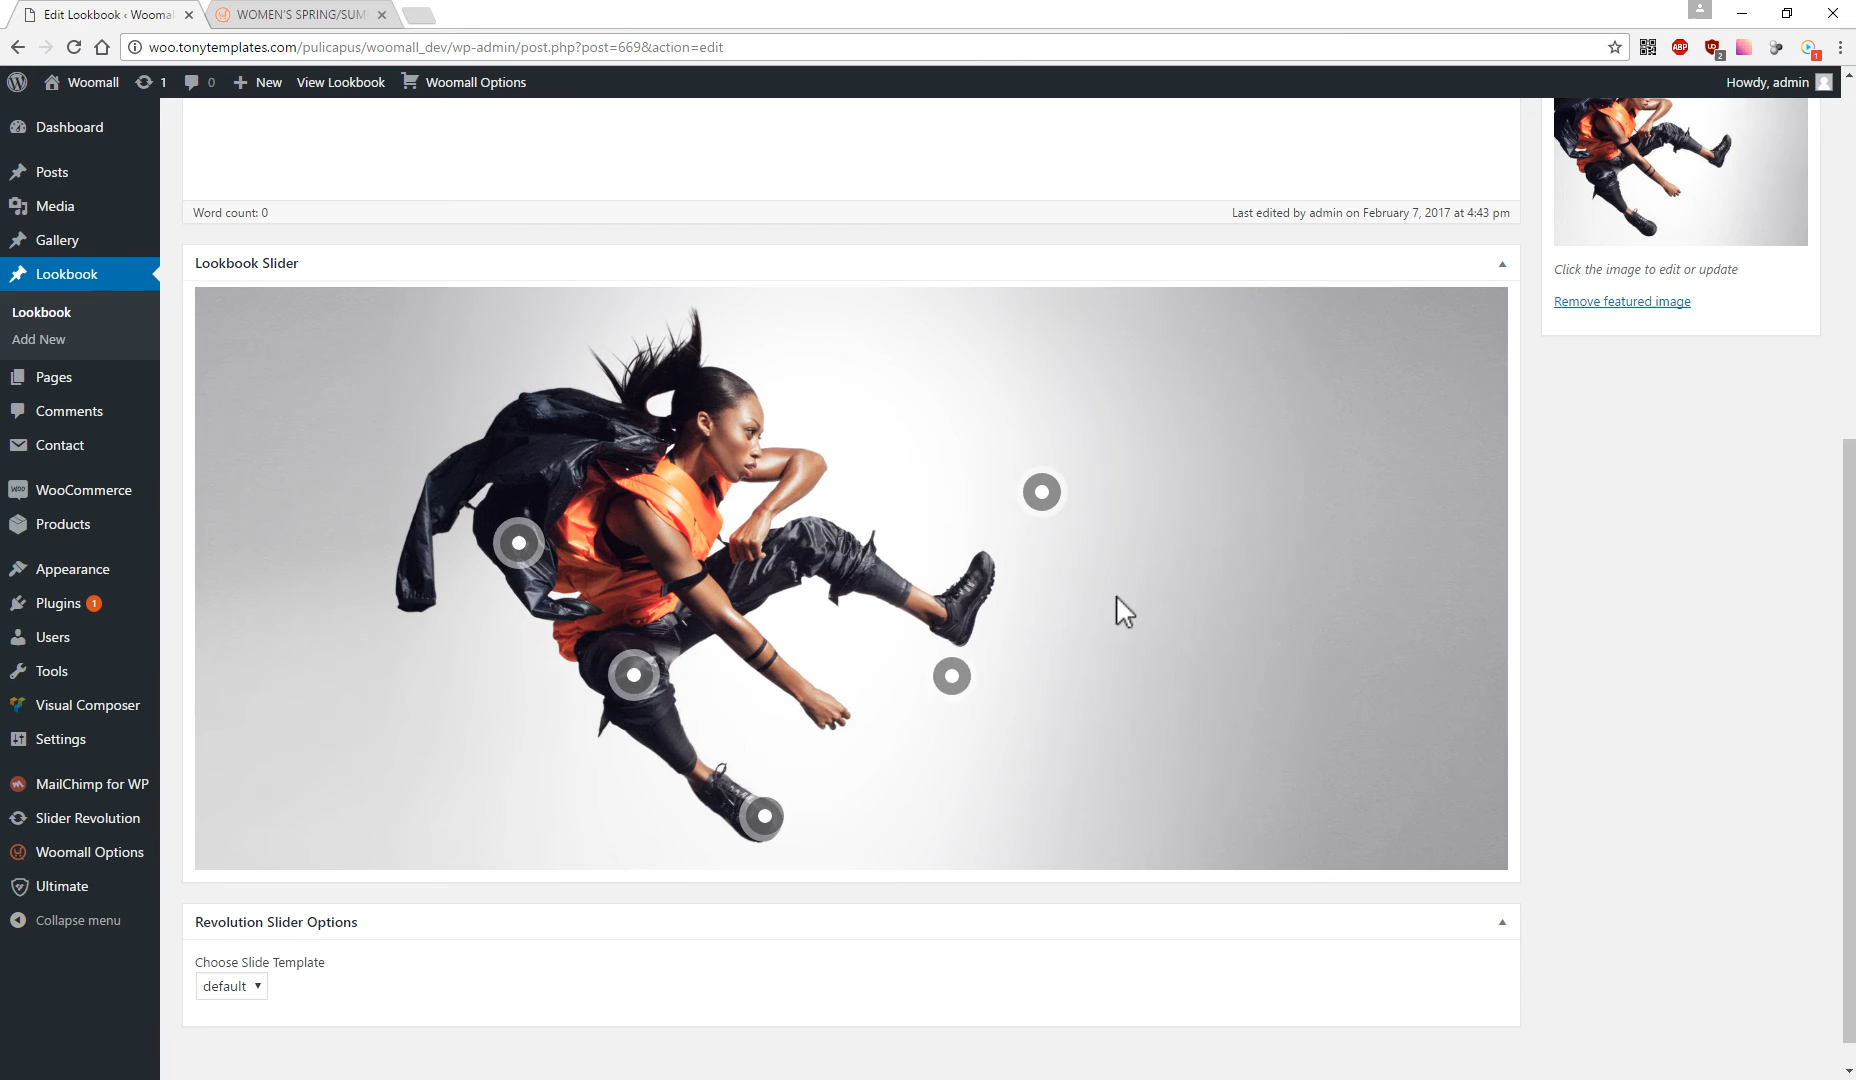 Edit Lookbook ‹ Wooma
WOMEN'S SPRING/SUM
woo.tonytemplates.com/pulicapus/woomall_dev/wp-admin/post.php?post=669&action=edit
ABP
2
1
Woomall
1
0
New
View Lookbook
Woomall Options
Howdy, admin
Dashboard
Posts
Media
Gallery
Lookbook
Lookbook
Add New
Pages
Comments
Contact
WooCommerce
Products
Appearance
Plugins 1
Users
Tools
Visual Composer
Settings
MailChimp for WP
Slider Revolution
Woomall Options
Ultimate
Collapse menu
Word count: 0
Last edited by admin on February 7, 2017 at 4:43 pm
Lookbook Slider
Revolution Slider Options
Choose Slide Template
default
Click the image to edit or update
Remove featured image